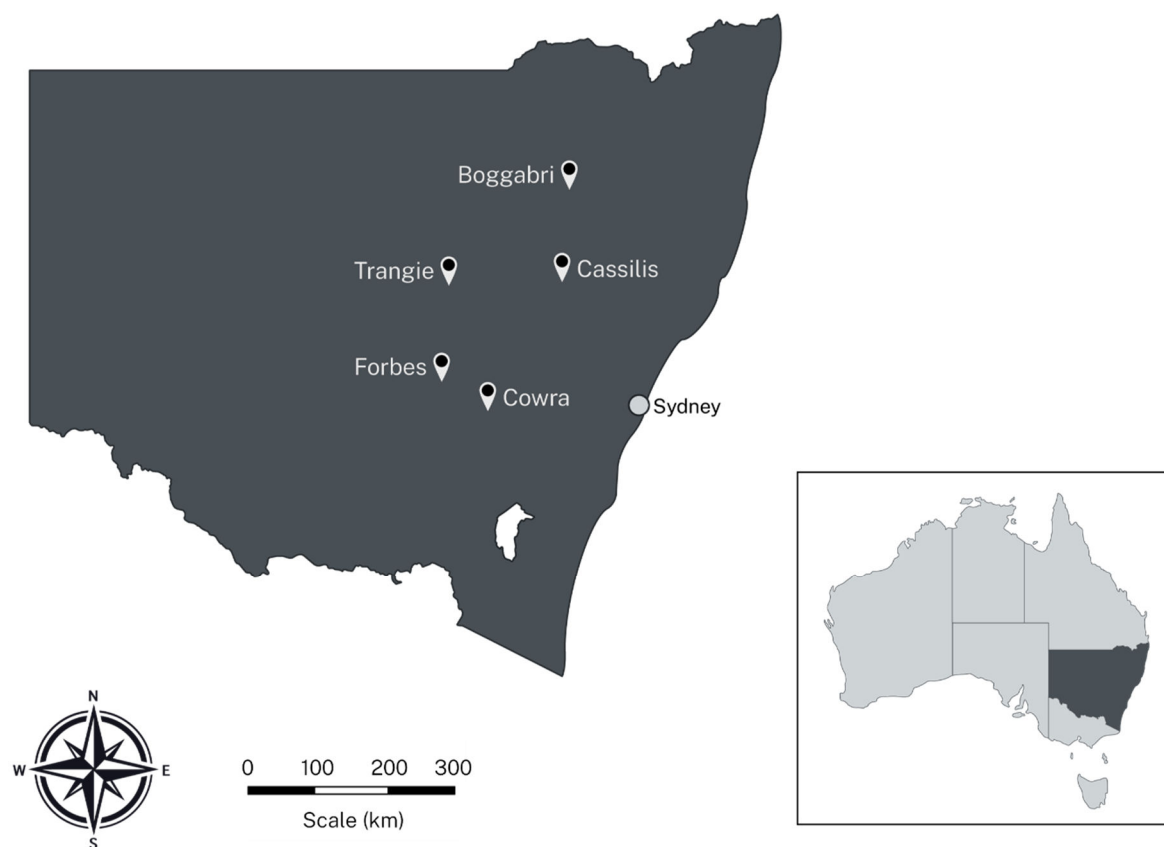 Boggabri
Trangie
Cassilis
Forbes
Cowra
Sydney
N
W E
S
0 100 200 300
Scale (km)